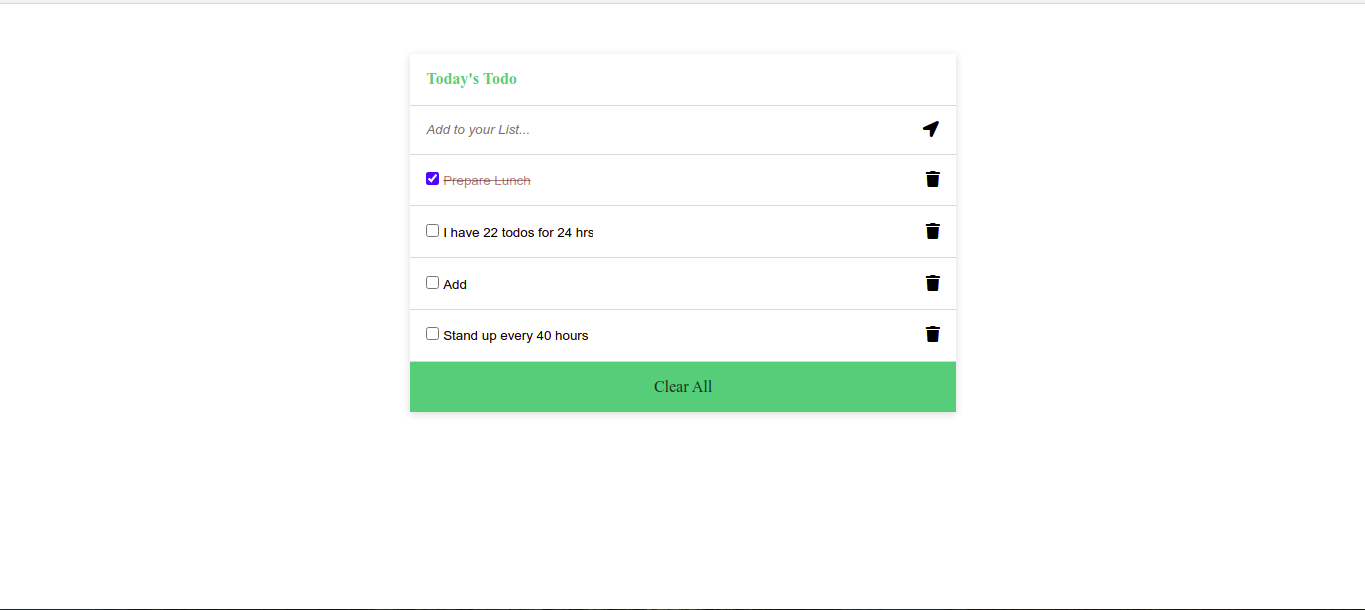 Today's Todo
Add to your List...
Prepare Lunch
I have 22 todos for 24 hrs
Add
Stand up every 40 hours
Clear All